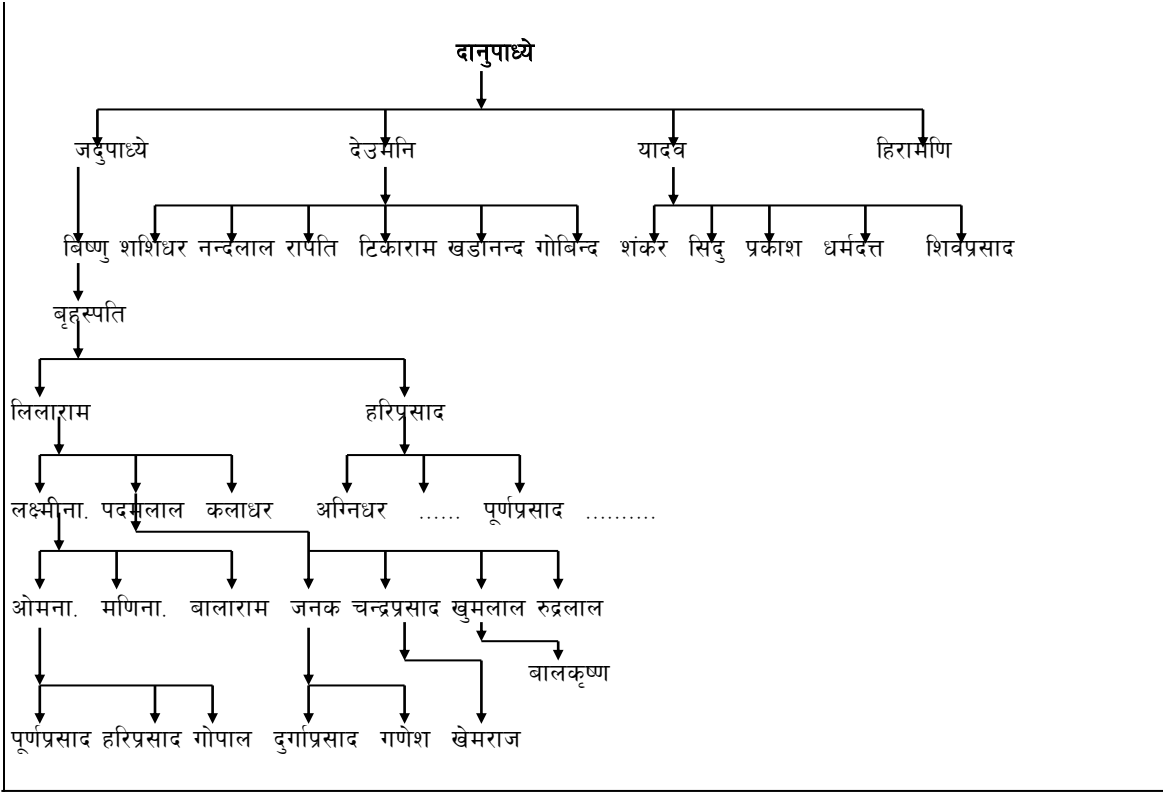 दानुपाध्ये
जदुपाध्ये देउमनि यादव हिरामणि
बिष्णु शशिधर नन्दलाल रापति टिकाराम खडानन्द गोबिन्द शंकर सिदु प्रकाश धर्मदत्त शिवप्रसाद
बृहस्पति
लिलाराम हरिप्रसाद
लक्ष्मीना. पदमलाल कलाधर अग्निधर ...... पूर्णप्रसाद ..........
ओमना. मणिना. बालाराम जनक चन्द्रप्रसाद खुमलाल रुद्रलाल
बालकृष्ण
पूर्णप्रसाद हरिप्रसाद गोपाल दुर्गाप्रसाद गणेश खेमराज